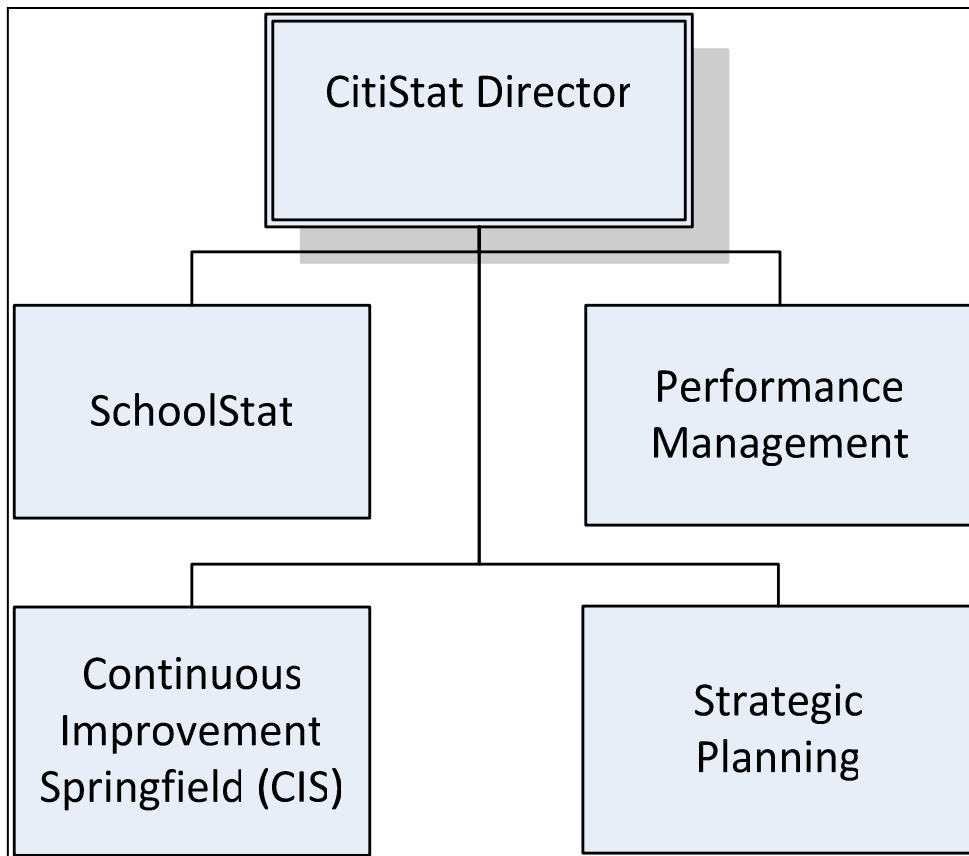 CitiStat Director
SchoolStat
Performance
Management
Continuous
Improvement
Springfield (CIS)
Strategic
Planning